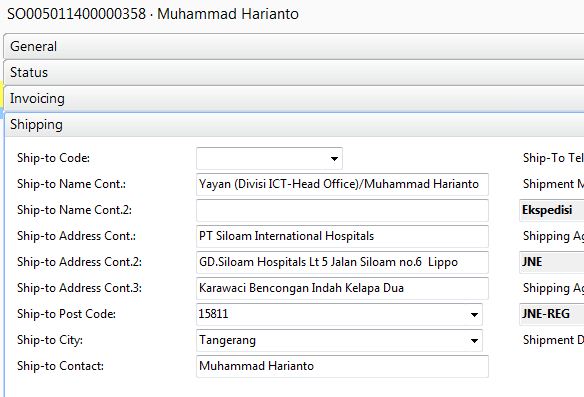 SO005011400000358 · Muhammad Harianto
General
Status
Invoicing
Shipping
Ship-to Code: Ship-To Tel
Ship-to Name Cont.: Yayan (Divisi ICT-Head Office)/Muhammad Harianto Shipment M
Ship-to Name Cont.2: Ekspedisi
Ship-to Address Cont.: PT Siloam International Hospitals Shipping Ag
Ship-to Address Cont.2: GD.Siloam Hospitals Lt 5 Jalan Siloam no.6 Lippo JNE
Ship-to Address Cont.3: Karawaci Bencongan Indah Kelapa Dua Shipping Ag
Ship-to Post Code: 15811 JNE-REG
Ship-to City: Tangerang Shipment D
Ship-to Contact: Muhammad Harianto